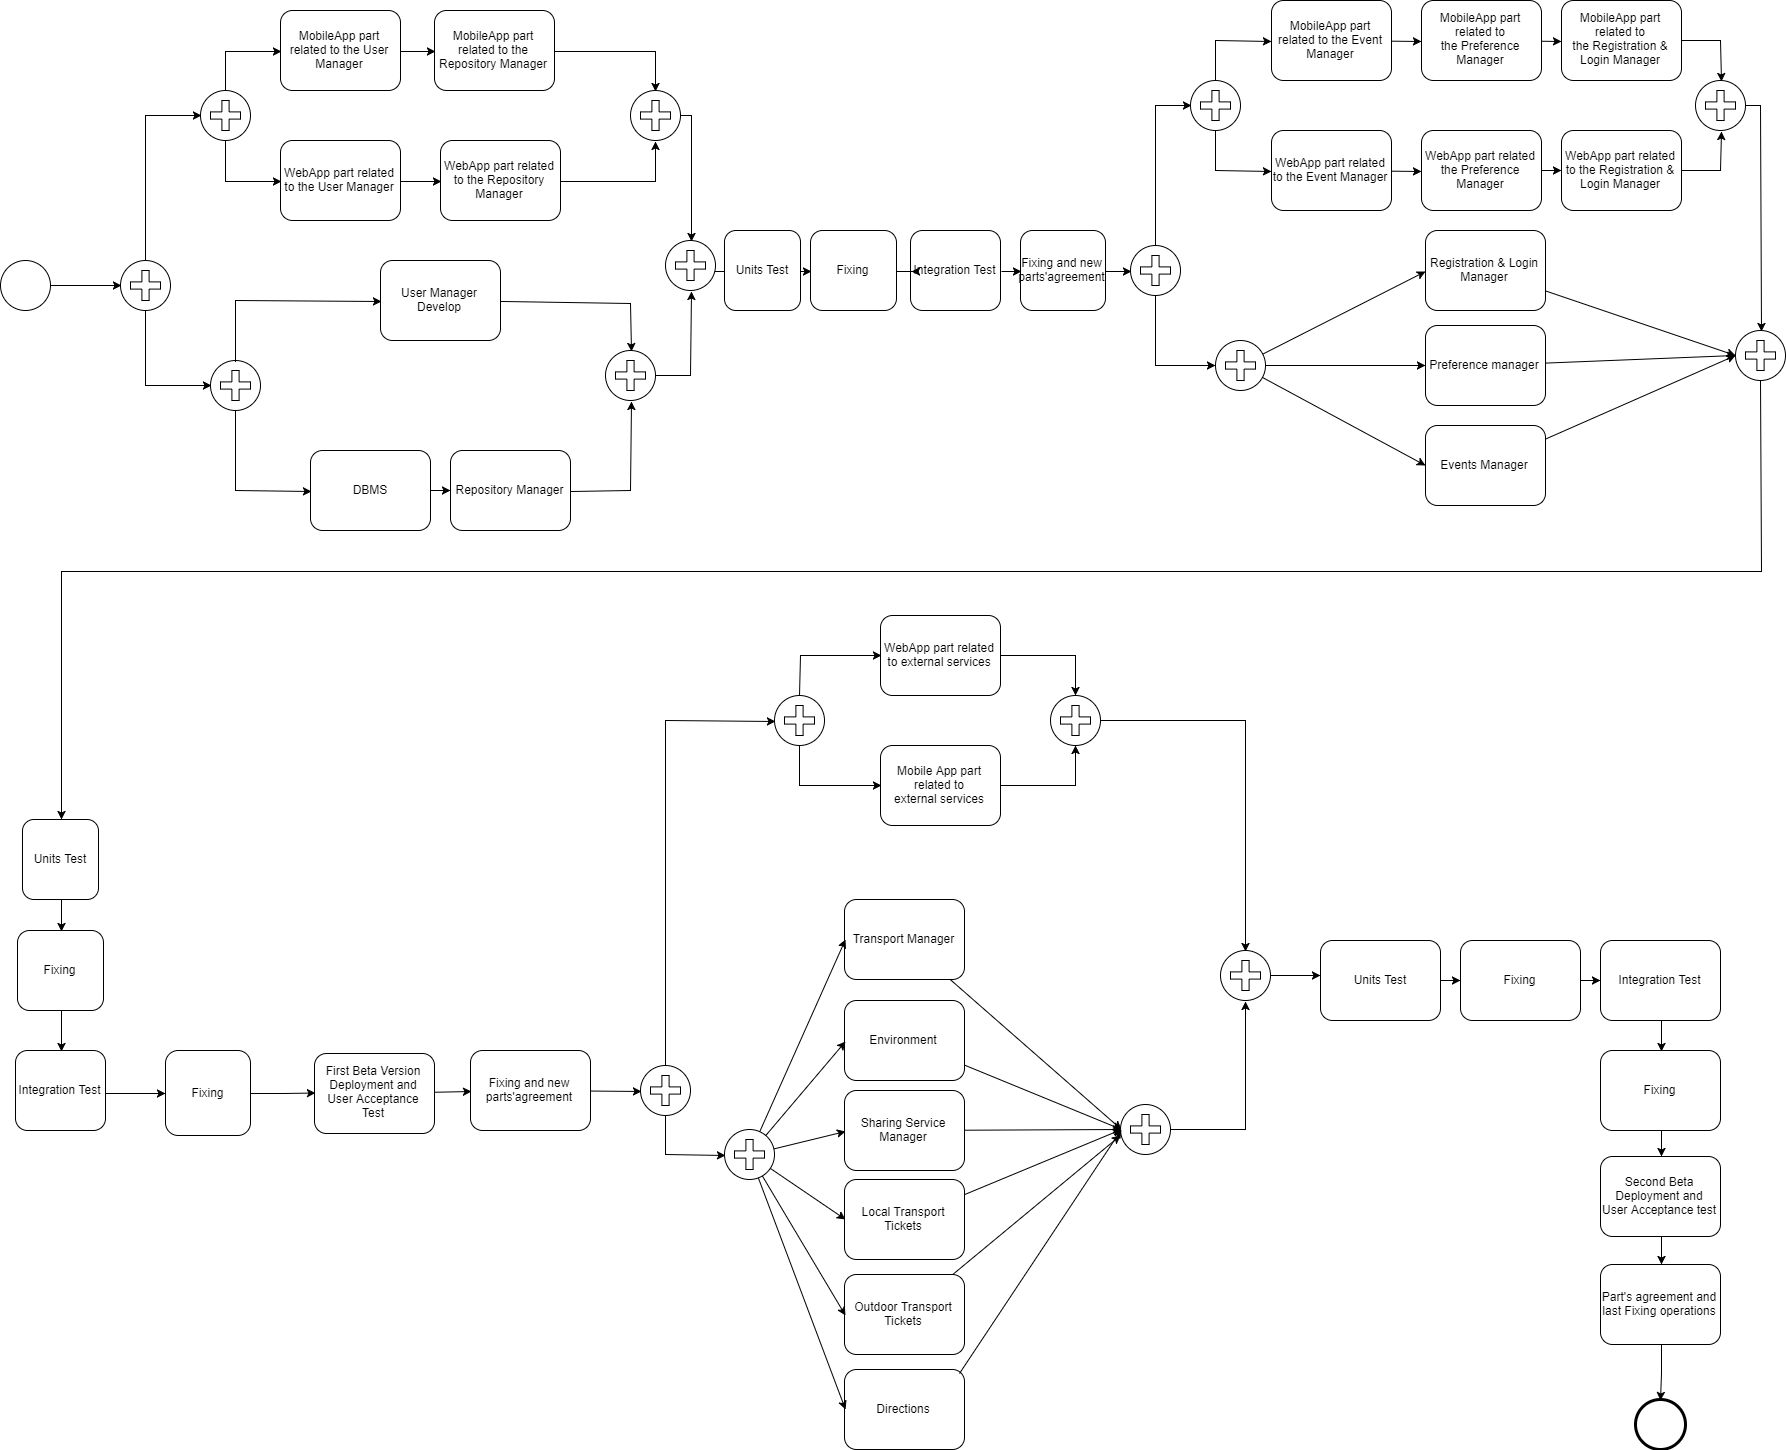 MobileApp part
related to the User
Manager
MobileApp part
related to the
Repository Manager
WebApp part related
to the User Manager
WebApp part related
to the Repository
Manager
User Manager
Develop
DBMS
Repository Manager
Units Test
Fixing
Integration Test
Fixing and new
parts'agreement
MobileApp part
related to the Event
Manager
MobileApp part
related to
the Preference
Manager
MobileApp part
related to
the Registration &
Login Manager
WebApp part related
to the Event Manager
WebApp part related
the Preference
Manager
WebApp part related
to the Registration &
Login Manager
Registration & Login
Manager
Preference manager
Events Manager
Units Test
Fixing
Integration Test
Fixing
First Beta Version
Deployment and
User Acceptance
Test
Fixing and new
parts'agreement
WebApp part related
to external services
Mobile App part
related to
external services
Transport Manager
Environment
Sharing Service
Manager
Local Transport
Tickets
Outdoor Transport
Tickets
Directions
Units Test
Fixing
Integration Test
Fixing
Second Beta
Deployment and
User Acceptance test
Part's agreement and
last Fixing operations